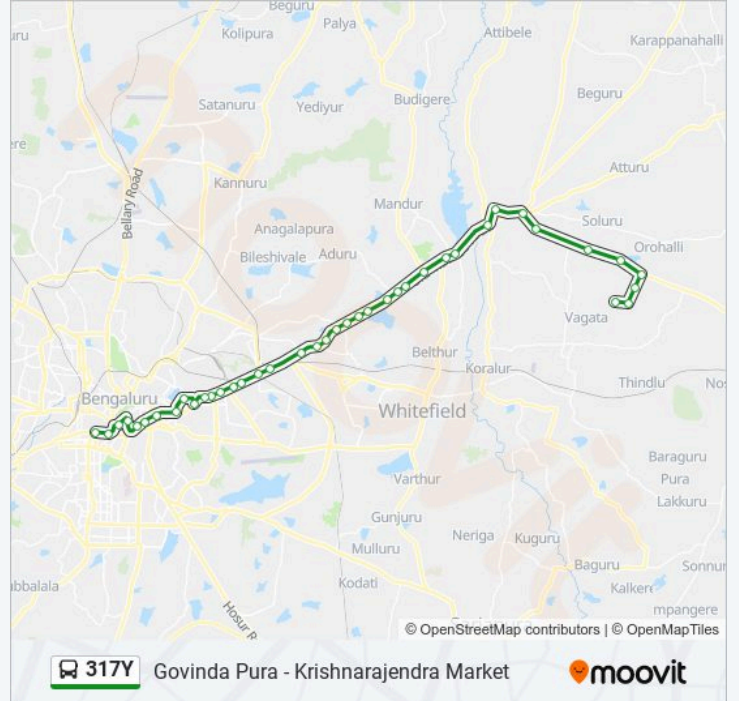 Beguru
Kolipura
Palya
Attibele
Karappanahalli
Satanuru
Yediyur
Budigere
Beguru
Atturu
Kannuru
Bellary Road
Mandur
Anagalapura
Soluru
Bileshivale
Aduru
Orohalli
Vagata
Belthur
Koralur
Thindlu
Bengaluru
Whitefield
Baraguru
Pura
Lakkuru
Varthur
Gunjuru
Neriga
Kuguru
Mulluru
Baguru
Sonnur
Kodati
Kalkere
Hosur R
mpangere
© OpenStreetMap contributors | © OpenMapTiles
317Y Govinda Pura - Krishnarajendra Market moovit